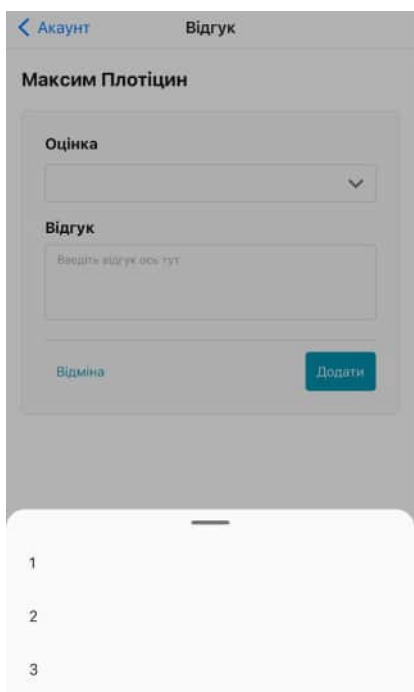 Акаунт Відгук
Максим Плотіцин
Оцінка
Відгук
Введіть відгук ось тут
Відміна Додати
1
2
3